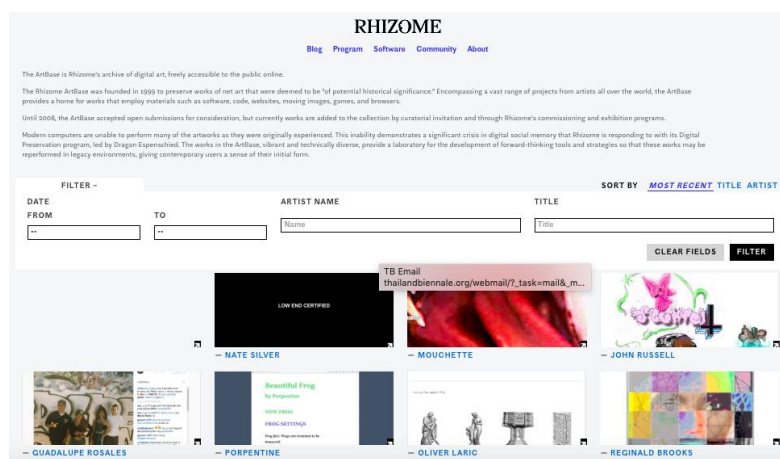 RHIZOME
Blog Program Software Community About
The ArtBase is Rhizome's archive of digital art, freely accessible to the public online.
The Rhizome ArtBase was founded in 1999 to preserve works of net art that were deemed to be "of potential historical significance." Encompassing a vast range of projects from artists all over the world, the ArtBase
provides a home for works that employ materials such as software, code, websites, moving images, games, and browsers.
Until 2008, the ArtBase accepted open submissions for consideration, but currently works are added to the collection by curatorial invitation and through Rhizome's commissioning and exhibition programs.
Modern computers are unable to perform many of the artworks as they were originally experienced. This inability demonstrates a significant crisis in digital social memory that Rhizome is responding to with its Digital
Preservation program, led by Dragan Espenschied. The works in the ArtBase, vibrant and technically diverse, provide a laboratory for the development of forward-thinking tools and strategies so that these works may be
reperformed in legacy environments, giving contemporary users a sense of their initial form.
FILTER –
SORT BY MOST RECENT TITLE ARTIST
DATE ARTIST NAME TITLE
FROM TO
-- -- Name Title
CLEAR FIELDS FILTER
TB Email
thailandbiennale.org/webmail/?_task=mail&_m...
LOW END CERTIFIED
— NATE SILVER — MOUCHETTE — JOHN RUSSELL
Beautiful Frog
by Porpentine
NEW FROG
FROG SETTINGS
— GUADALUPE ROSALES — PORPENTINE — OLIVER LARIC — REGINALD BROOKS